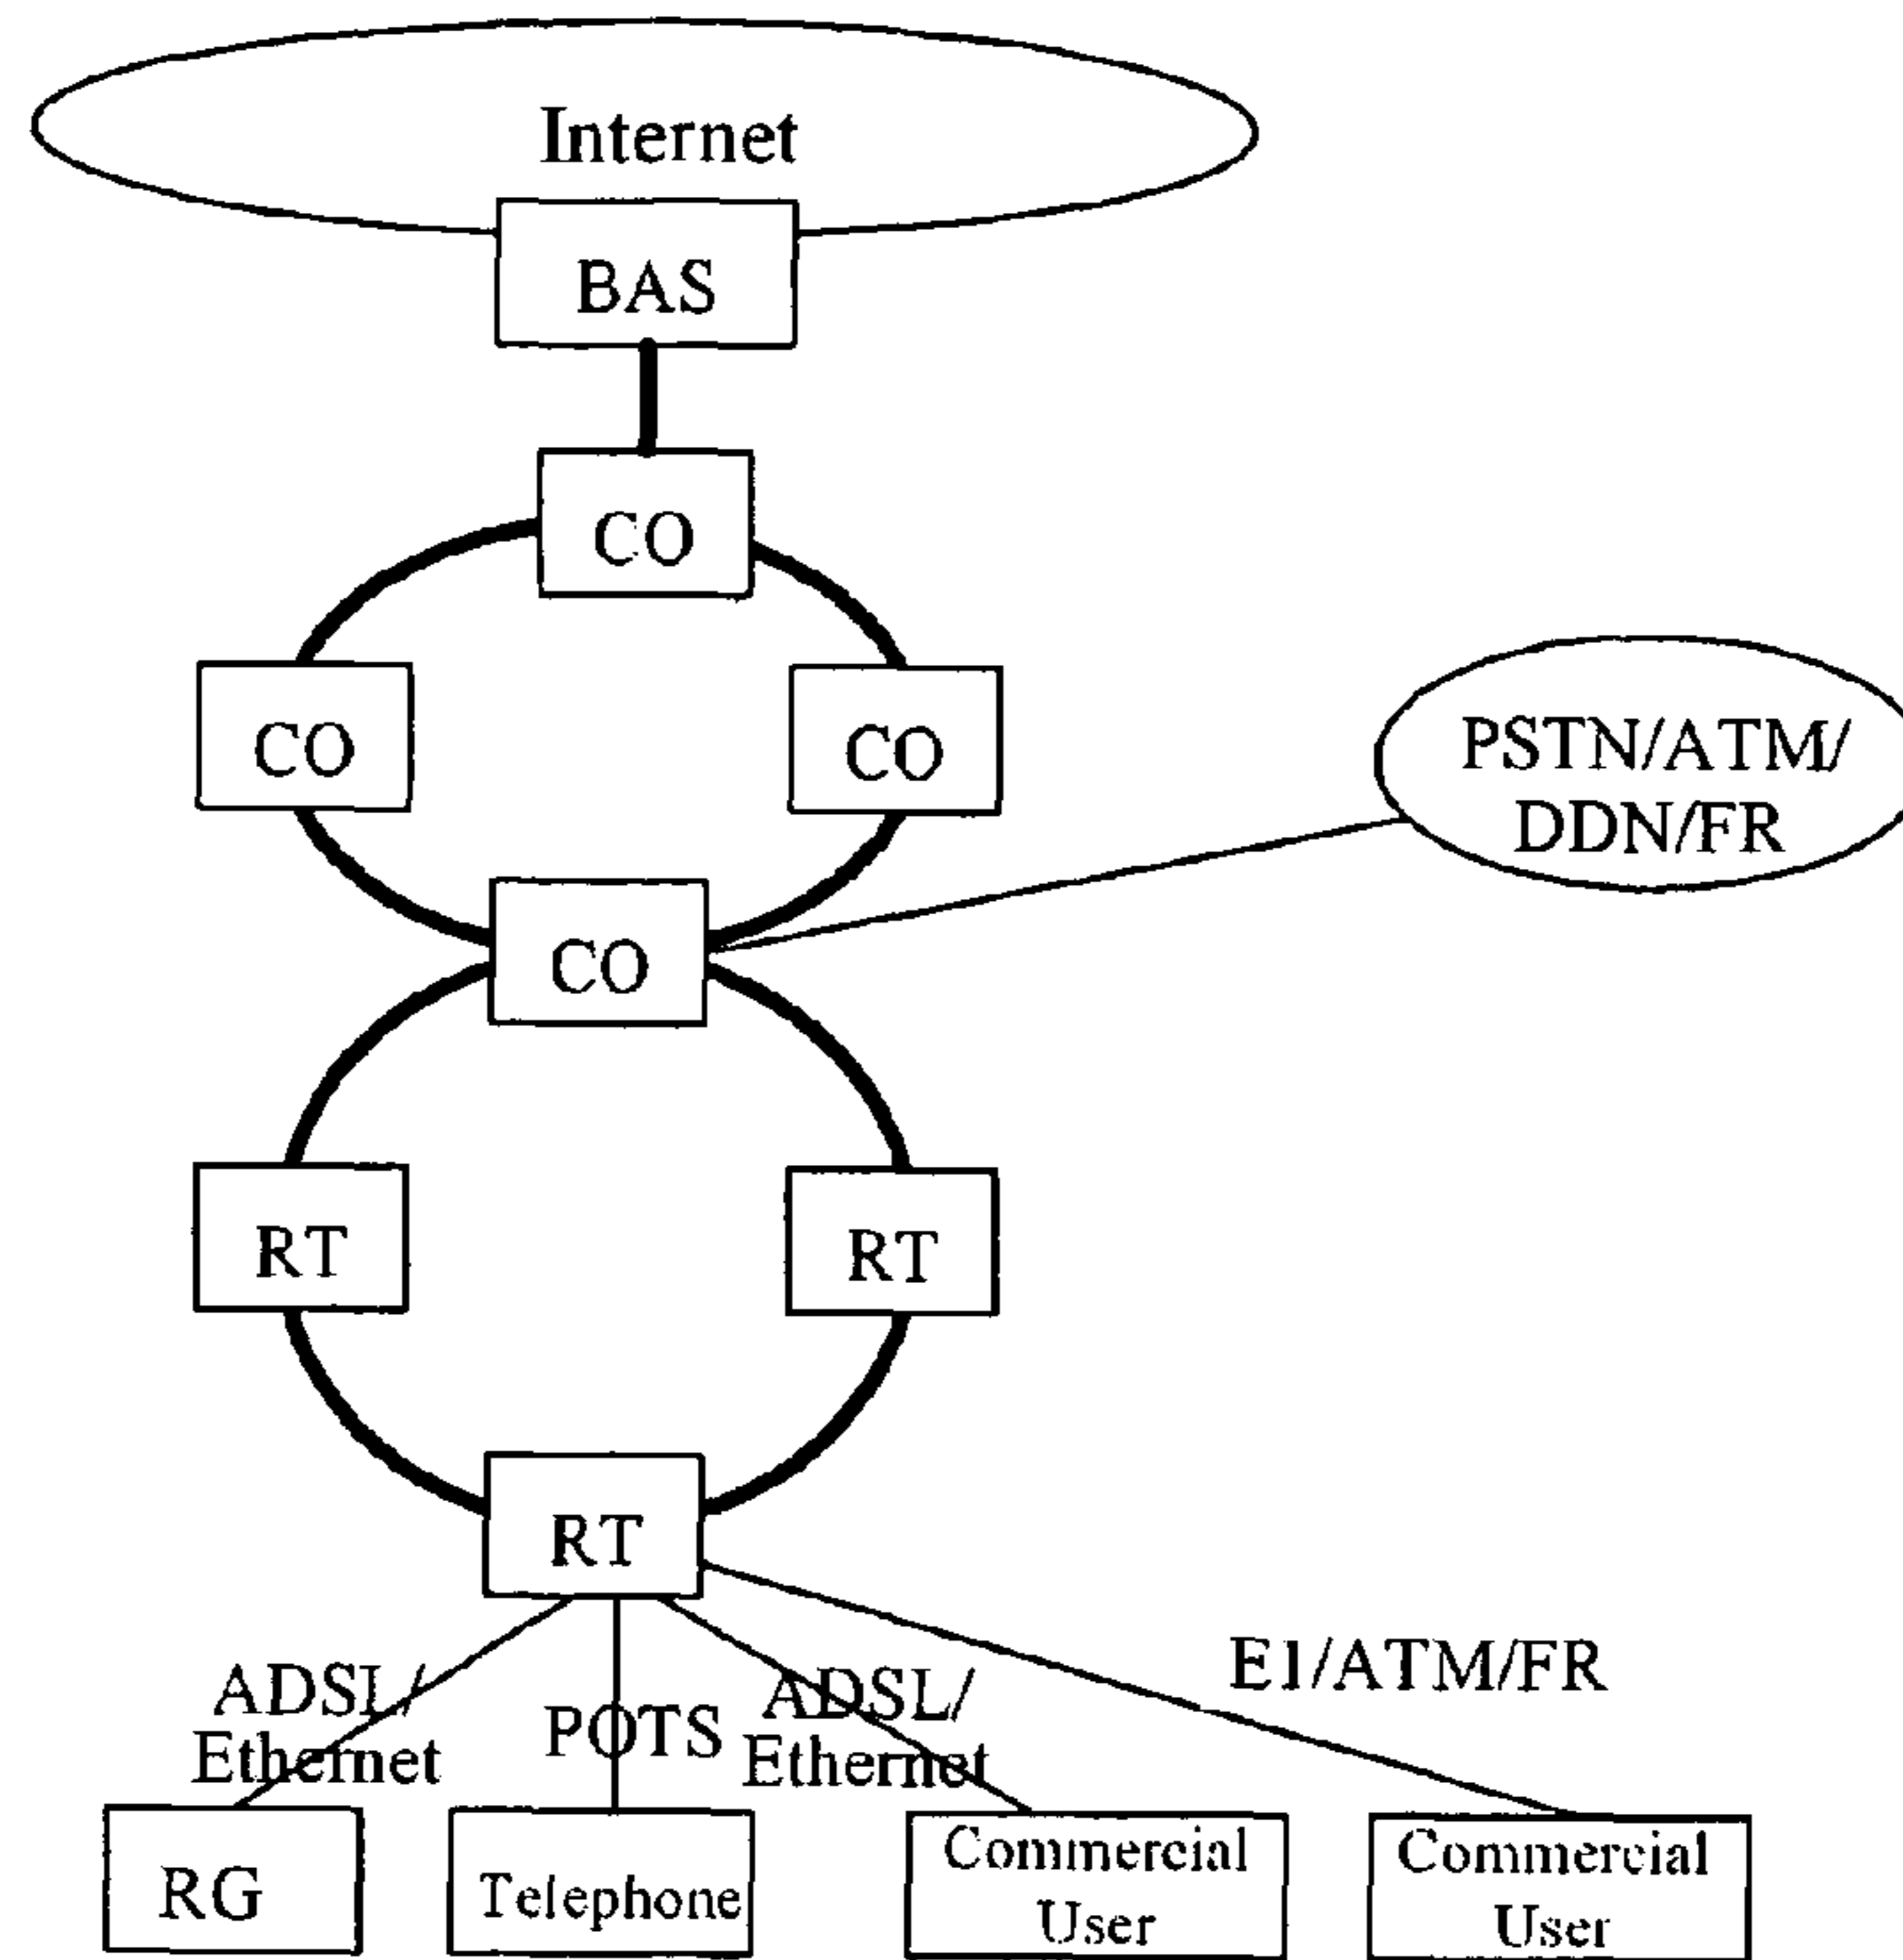 Internet
BAS
CO
CO
CO
PSTN/ATM/
DDN/FR
CO
RT
RT
RT
ADSL/
Ethernet
POTS
ADSL/
Ethernet
E1/ATM/FR
RG
Telephone
Commercial
User
Commercial
User